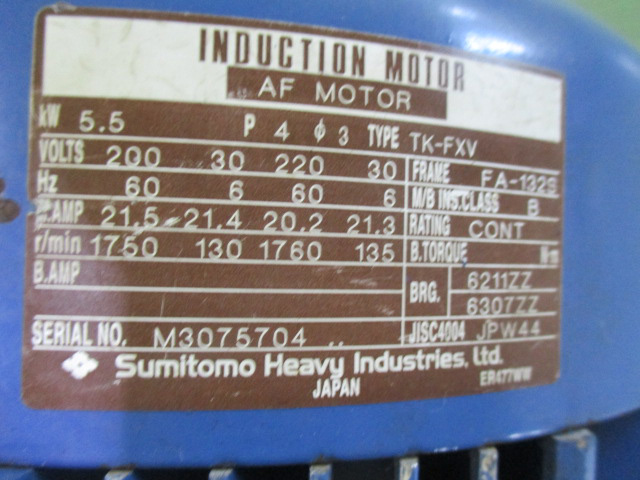 INDUCTION MOTOR
AF MOTOR
kW 5.5 P 4 φ 3 TYPE TK-FXV
VOLTS 200 30 220 30 FRAME FA-132S
Hz 60 6 60 6 M/B INS.CLASS B
AMP 21.5 21.4 20.2 21.3 RATING CONT
r/min 1750 130 1760 135 B.TORQUE N·m
B.AMP BRG. 6211ZZ
6307ZZ
SERIAL NO. M3075704 JISC4004 JPW44
Sumitomo Heavy Industries, Ltd.
JAPAN ER477WW